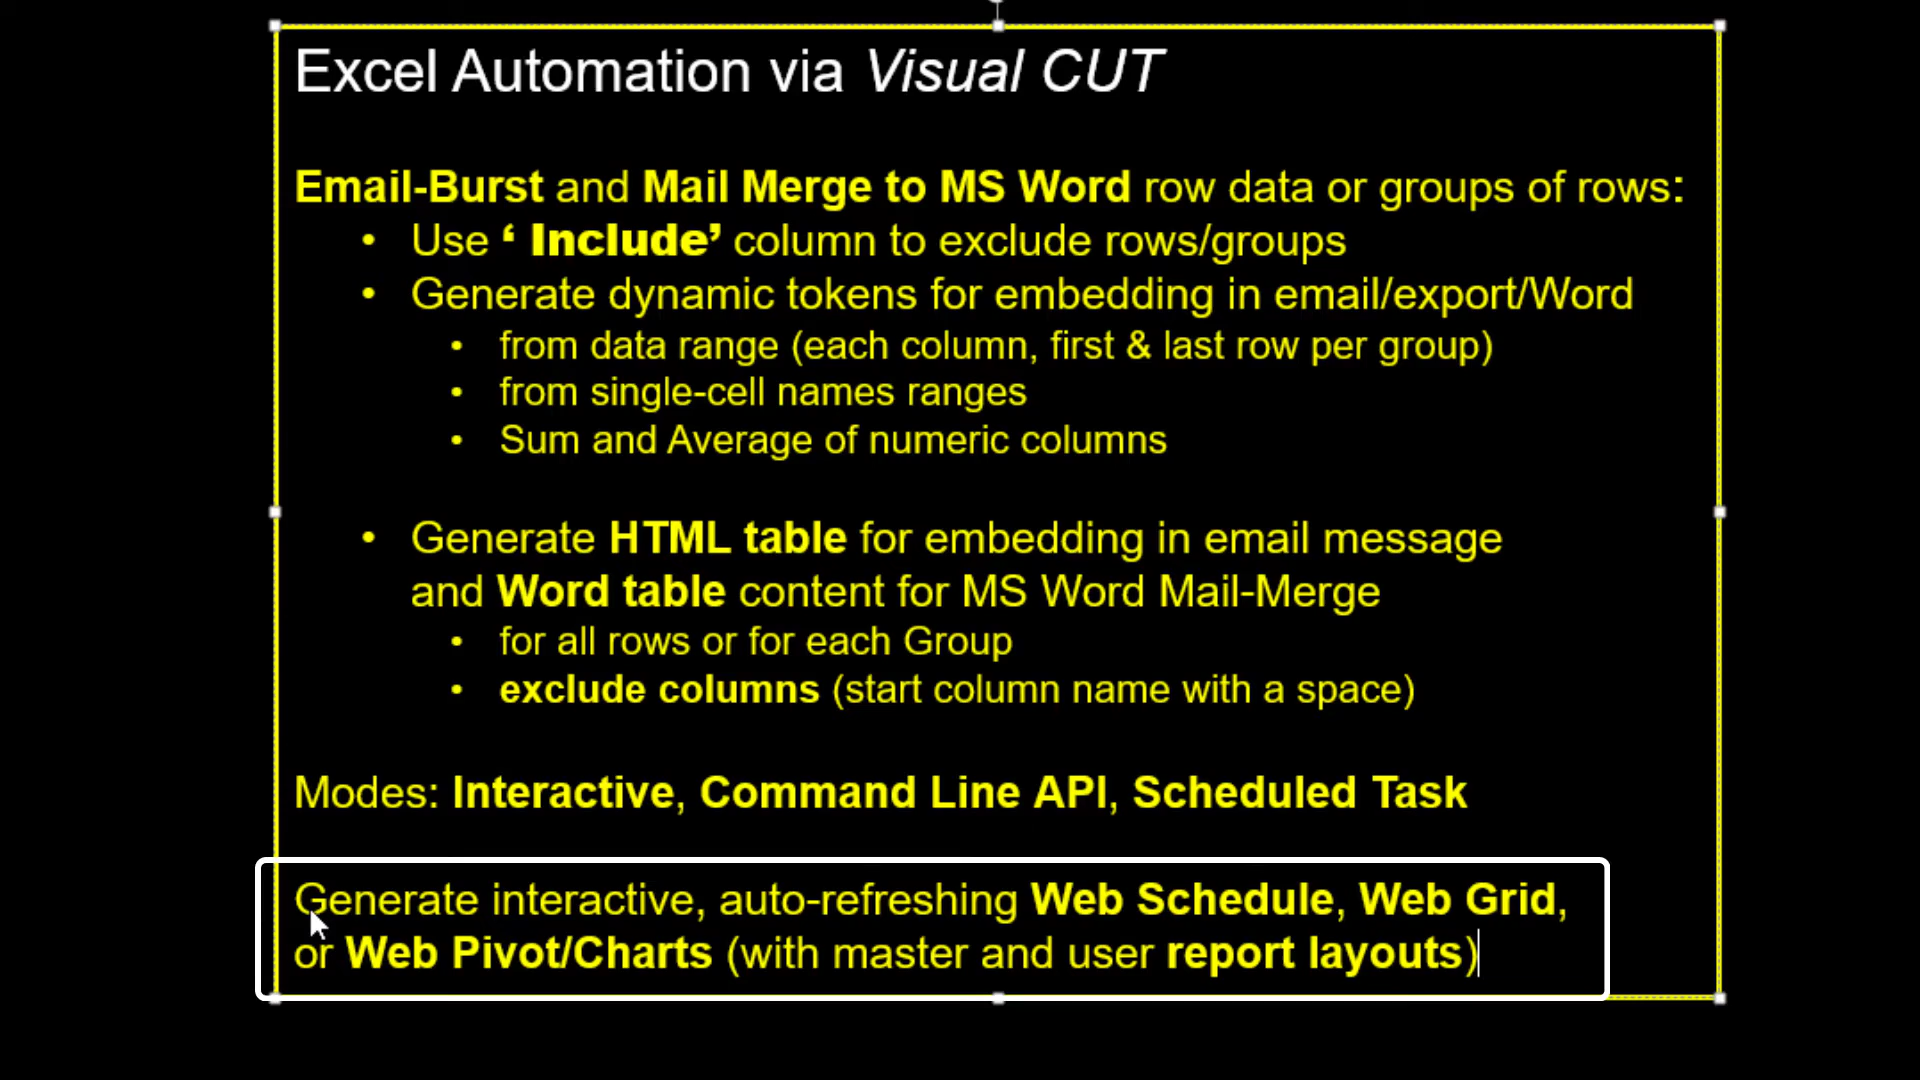 Excel Automation via Visual CUT
Email-Burst and Mail Merge to MS Word row data or groups of rows:
• Use ‘ Include’ column to exclude rows/groups
• Generate dynamic tokens for embedding in email/export/Word
• from data range (each column, first & last row per group)
• from single-cell names ranges
• Sum and Average of numeric columns
• Generate HTML table for embedding in email message
and Word table content for MS Word Mail-Merge
• for all rows or for each Group
• exclude columns (start column name with a space)
Modes: Interactive, Command Line API, Scheduled Task
Generate interactive, auto-refreshing Web Schedule, Web Grid,
or Web Pivot/Charts (with master and user report layouts)